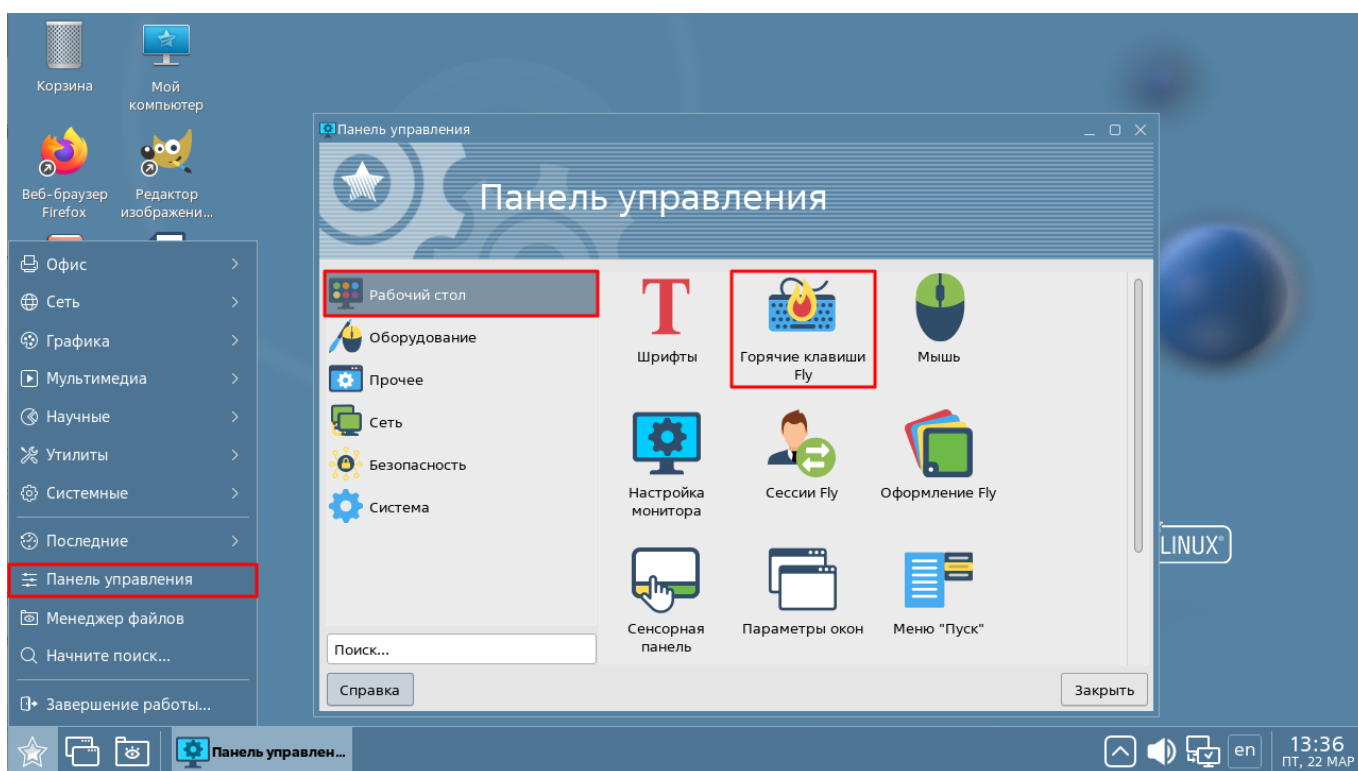 Корзина
Мой
компьютер
Веб-браузер
Firefox
Редактор
изображени...
Офис
Сеть
Графика
Мультимедиа
Научные
Утилиты
Системные
Последние
Панель управления
Менеджер файлов
Начните поиск...
Завершение работы...
Панель управления
Панель управления
Рабочий стол
Оборудование
Прочее
Сеть
Безопасность
Система
Поиск...
Шрифты
Горячие клавиши
Fly
Мышь
Настройка
монитора
Сессии Fly
Оформление Fly
Сенсорная
панель
Параметры окон
Меню "Пуск"
Справка
Закрыть
LINUX®
Панель управлен...
en
13:36
ПТ, 22 МАР